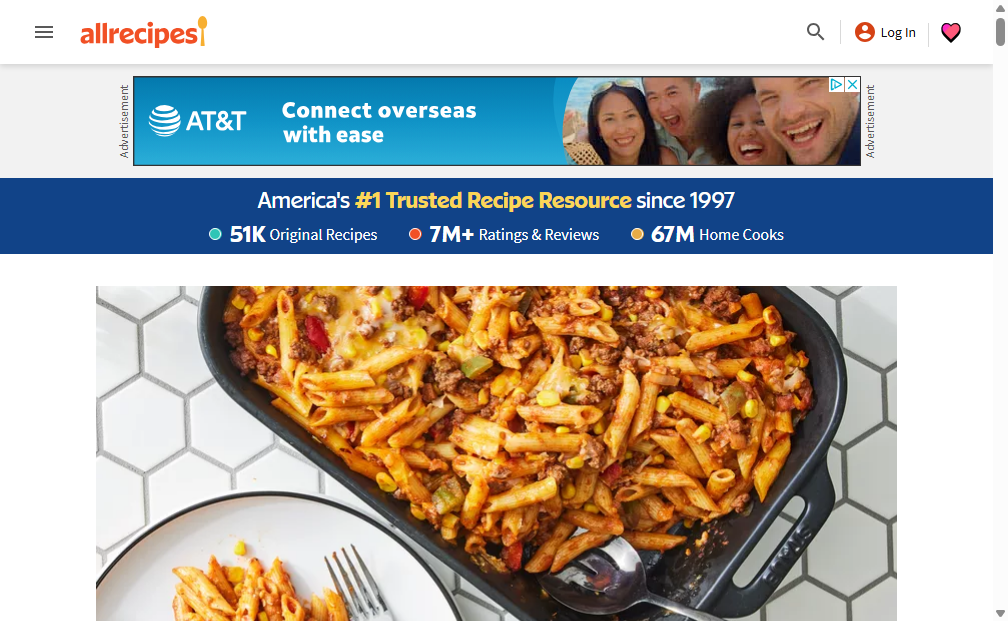 allrecipes
Log In
Advertisement
AT&T
Connect overseas
with ease
Advertisement
America's #1 Trusted Recipe Resource since 1997
51K Original Recipes
7M+ Ratings & Reviews
67M Home Cooks